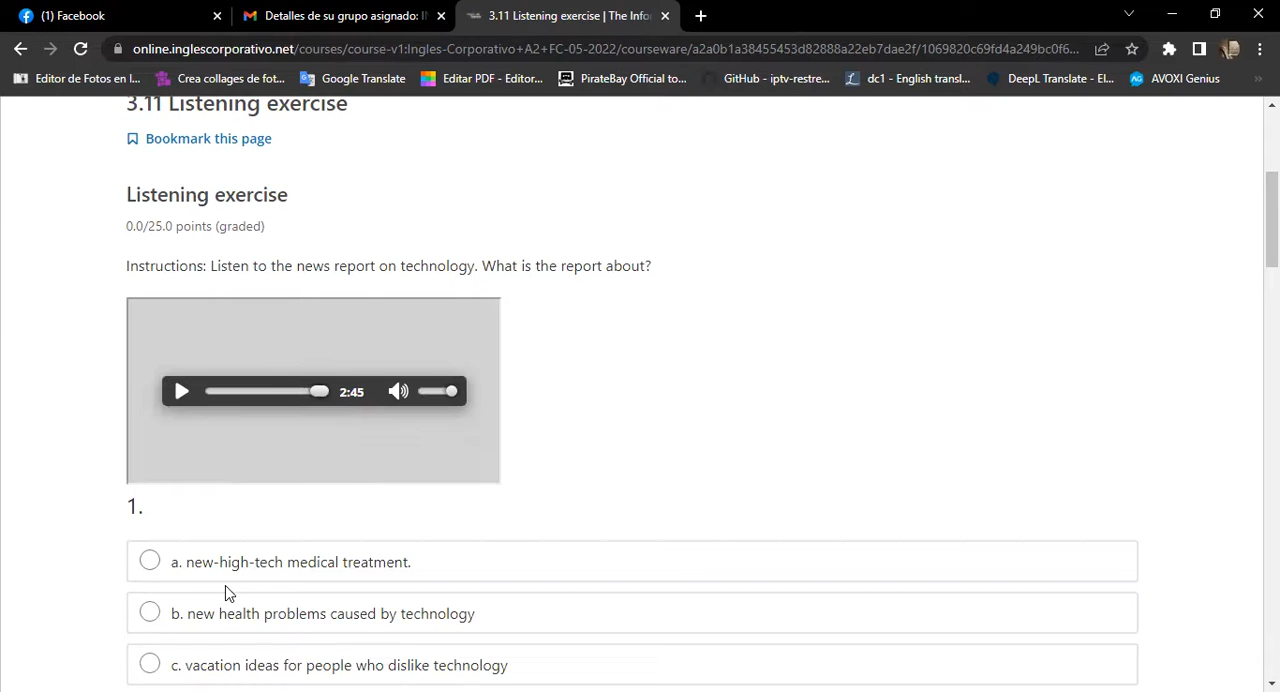 (1) Facebook
Detalles de su grupo asignado: I
3.11 Listening exercise | The Info
online.inglescorporativo.net/courses/course-v1:Ingles-Corporativo+A2+FC-05-2022/courseware/a2a0b1a38455453d82888a22eb7dae2f/1069820c69fd4a249bc0f6...
Editor de Fotos en l...
Crea collages de fot...
Google Translate
Editar PDF - Editor...
PirateBay Official to...
GitHub - iptv-restre...
dc1 - English transl...
DeepL Translate - El...
AVOXI Genius
3.11 Listening exercise
Bookmark this page
Listening exercise
0.0/25.0 points (graded)
Instructions: Listen to the news report on technology. What is the report about?
2:45
1.
a. new-high-tech medical treatment.
b. new health problems caused by technology
c. vacation ideas for people who dislike technology